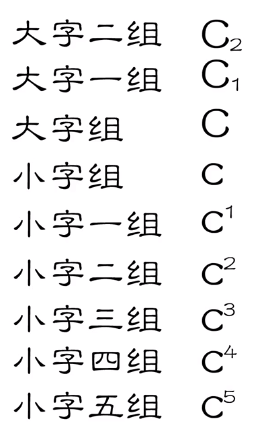 大字二组 C₂
大字一组 C₁
大字组 C
小字组 c
小字一组 c¹
小字二组 c²
小字三组 c³
小字四组 c⁴
小字五组 c⁵